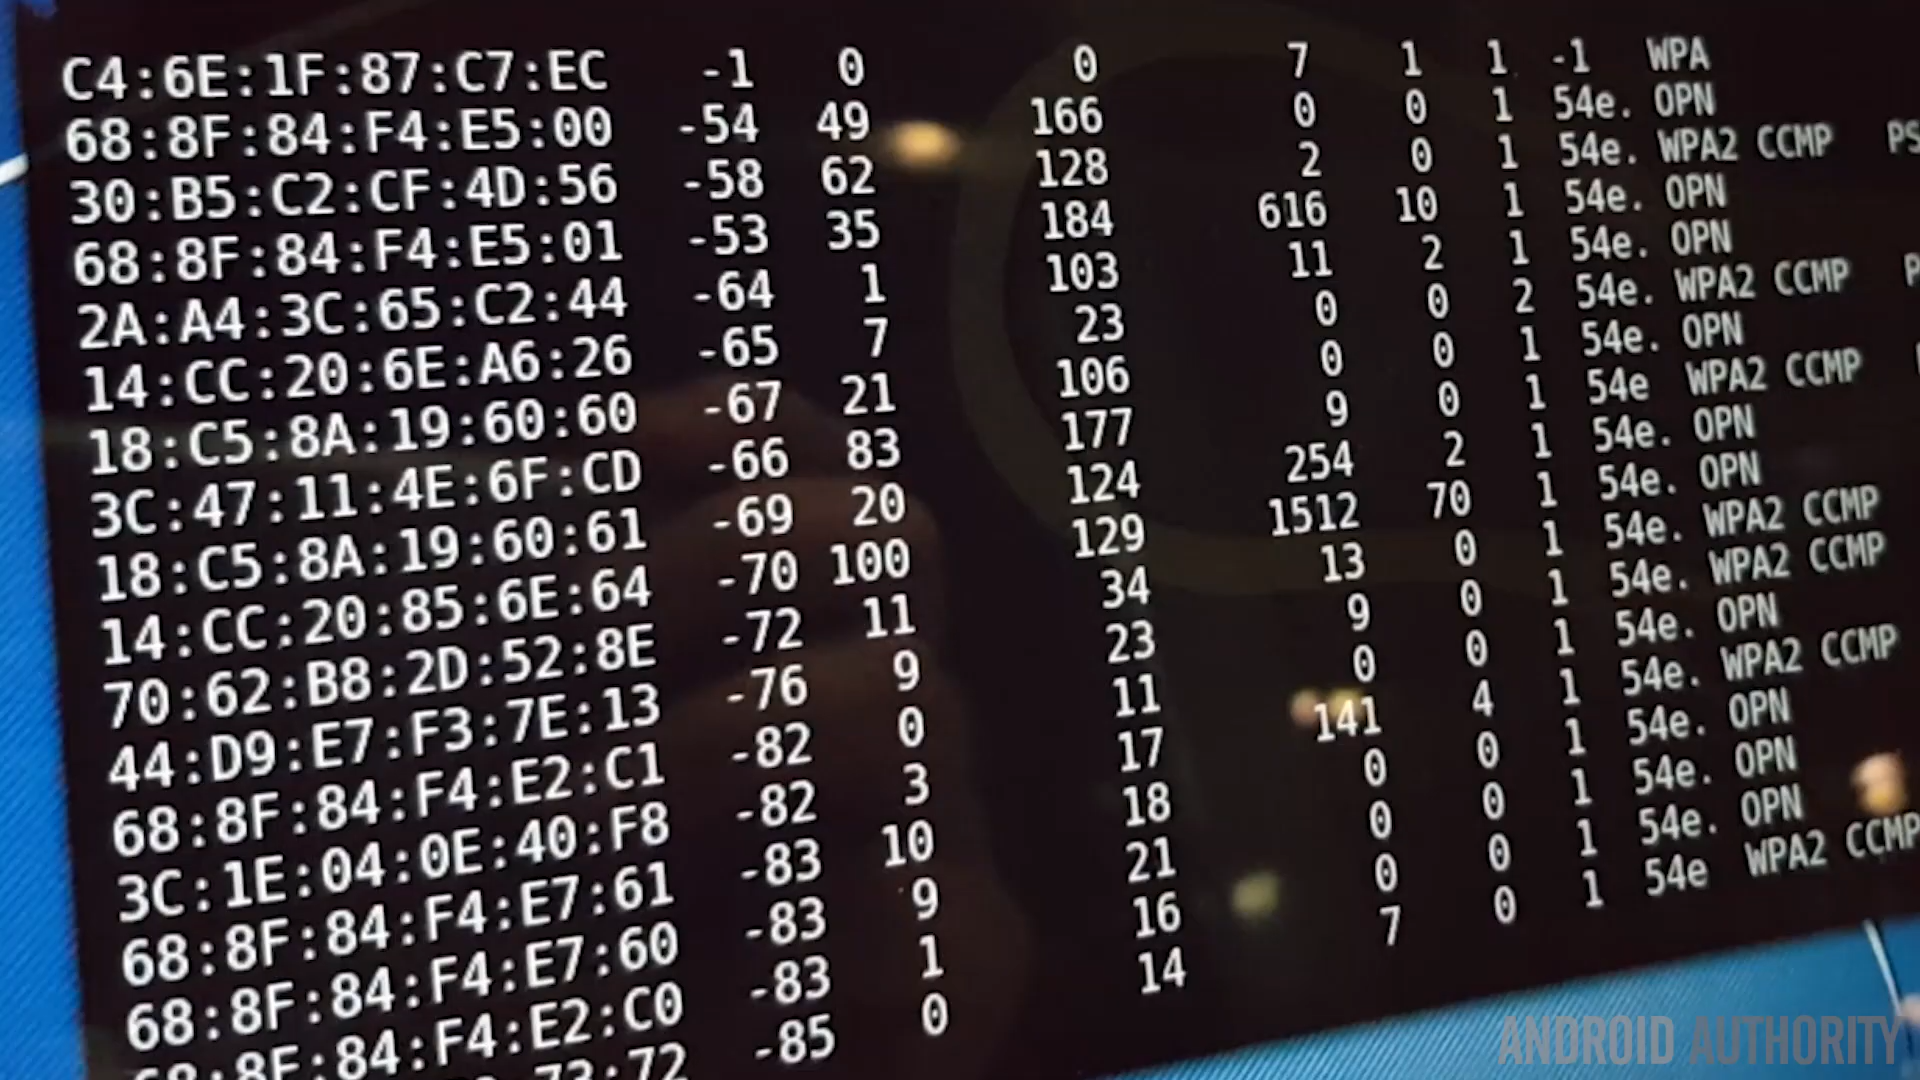 C4:6E:1F:87:C7:EC -1 0 0 7 1 1 -1 WPA
68:8F:84:F4:E5:00 -54 49 166 0 0 1 54e. OPN
30:B5:C2:CF:4D:56 -58 62 128 2 0 1 54e. WPA2 CCMP PS
68:8F:84:F4:E5:01 -53 35 184 616 10 1 54e. OPN
2A:A4:3C:65:C2:44 -64 1 103 11 2 1 54e. OPN
14:CC:20:6E:A6:26 -65 7 23 0 0 2 54e. WPA2 CCMP P
18:C5:8A:19:60:60 -67 21 106 0 0 1 54e. OPN
3C:47:11:4E:6F:CD -66 83 177 9 0 1 54e WPA2 CCMP
18:C5:8A:19:60:61 -69 20 124 254 2 1 54e. OPN
14:CC:20:85:6E:64 -70 100 129 1512 70 1 54e. OPN
70:62:B8:2D:52:8E -72 11 34 13 0 1 54e. WPA2 CCMP
44:D9:E7:F3:7E:13 -76 9 23 9 0 1 54e. WPA2 CCMP
68:8F:84:F4:E2:C1 -82 0 11 0 0 1 54e. OPN
3C:1E:04:0E:40:F8 -82 3 17 141 4 1 54e. WPA2 CCMP
68:8F:84:F4:E7:61 -83 10 18 0 0 1 54e. OPN
68:8F:84:F4:E7:60 -83 9 21 0 0 1 54e. OPN
68:8F:84:F4:E2:C0 -83 1 16 0 0 1 54e. OPN
73:72 -85 0 14 7 0 1 54e WPA2 CCMP
ANDROID AUTHORITY